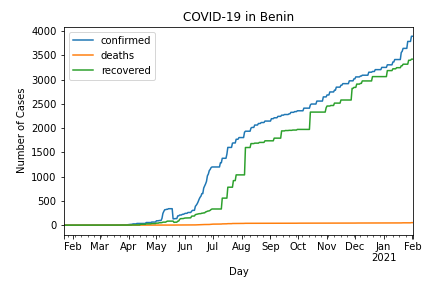 COVID-19 in Benin
confirmed
deaths
recovered
Number of Cases
4000
3500
3000
2500
2000
1500
1000
500
0
Feb Mar Apr May Jun Jul Aug Sep Oct Nov Dec Jan Feb
2021
Day